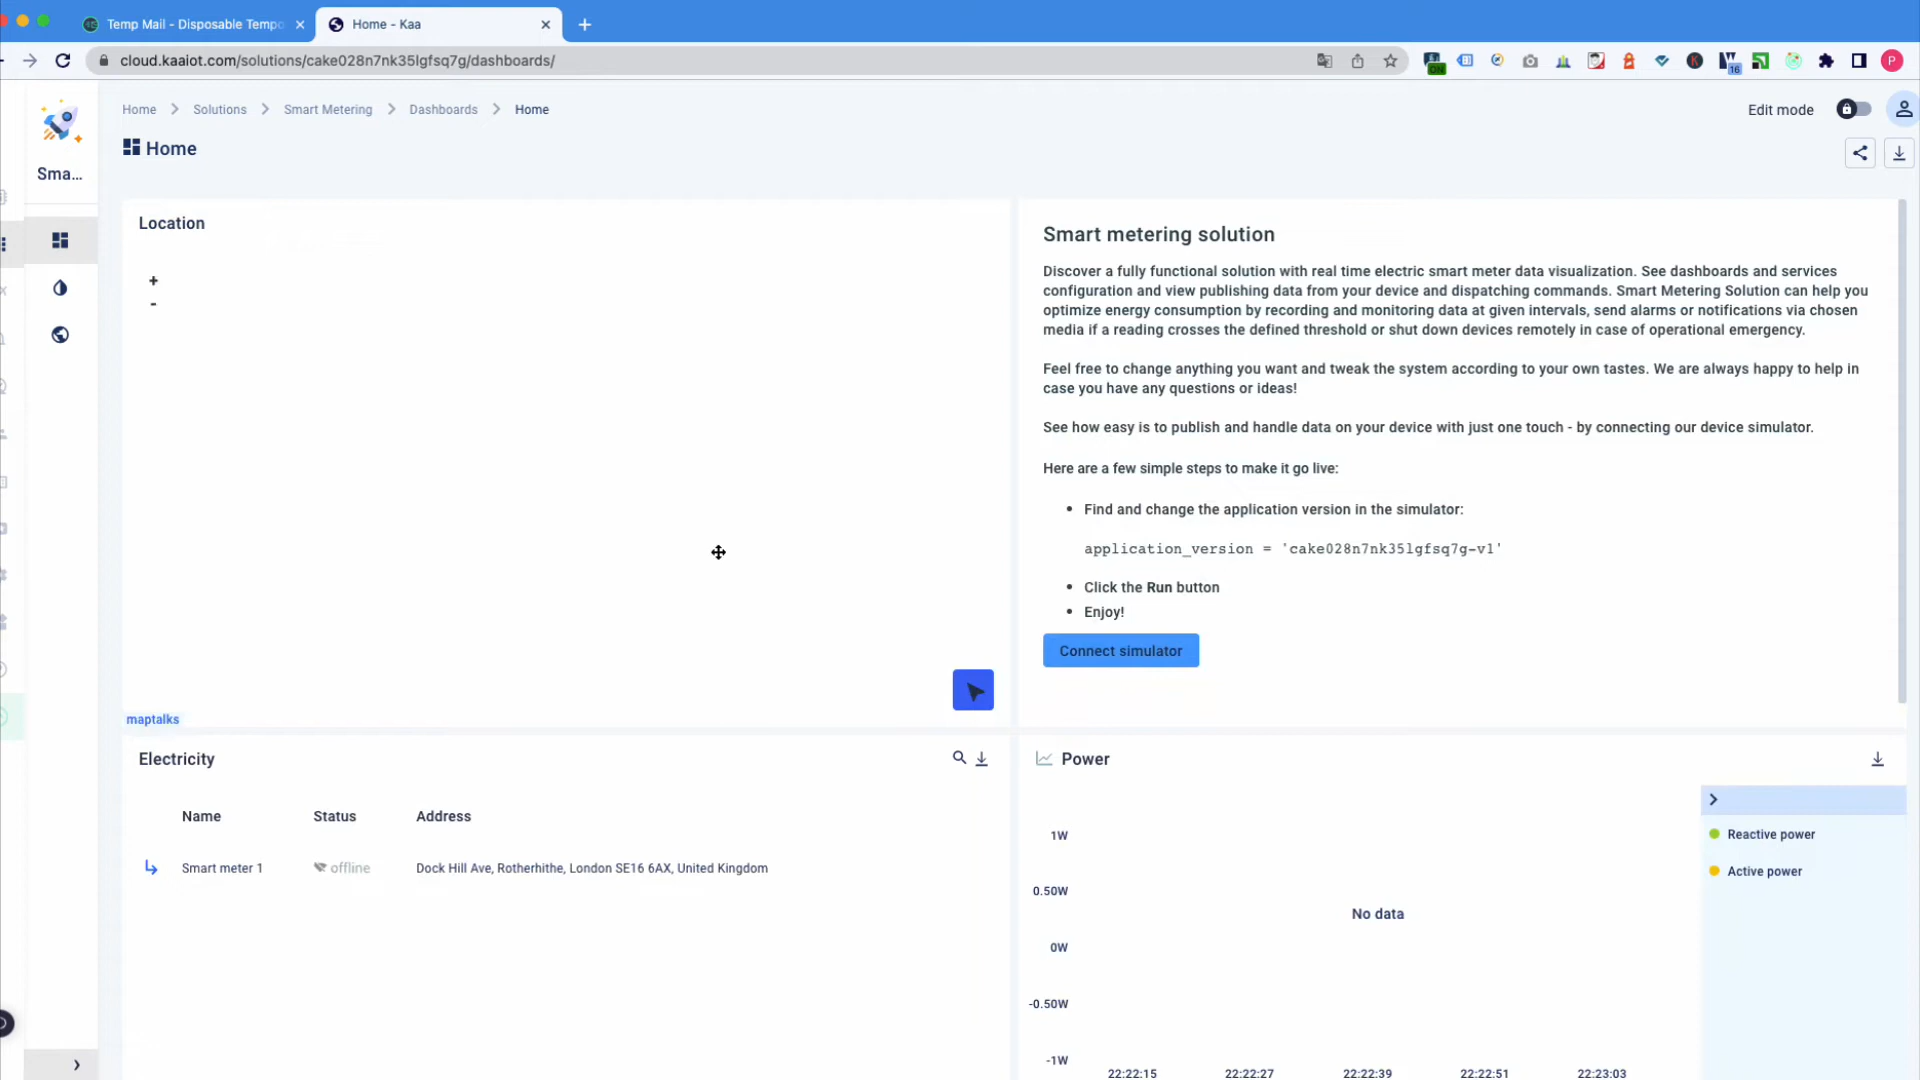 Temp Mail - Disposable Tempo
Home - Kaa
cloud.kaaiot.com/solutions/cake028n7nk35lgfsq7g/dashboards/
ON
16
P
Home > Solutions > Smart Metering > Dashboards > Home
Edit mode
Sma...
Home
Location
+
-
maptalks
Smart metering solution
Discover a fully functional solution with real time electric smart meter data visualization. See dashboards and services
configuration and view publishing data from your device and dispatching commands. Smart Metering Solution can help you
optimize energy consumption by recording and monitoring data at given intervals, send alarms or notifications via chosen
media if a reading crosses the defined threshold or shut down devices remotely in case of operational emergency.
Feel free to change anything you want and tweak the system according to your own tastes. We are always happy to help in
case you have any questions or ideas!
See how easy is to publish and handle data on your device with just one touch - by connecting our device simulator.
Here are a few simple steps to make it go live:
• Find and change the application version in the simulator:
application_version = 'cake028n7nk35lgfsq7g-v1'
• Click the Run button
• Enjoy!
Connect simulator
Electricity
Name Status Address
Smart meter 1 offline Dock Hill Ave, Rotherhithe, London SE16 6AX, United Kingdom
Power
1W
0.50W
0W
-0.50W
-1W
No data
22:22:15 22:22:27 22:22:39 22:22:51 22:23:03
Reactive power
Active power